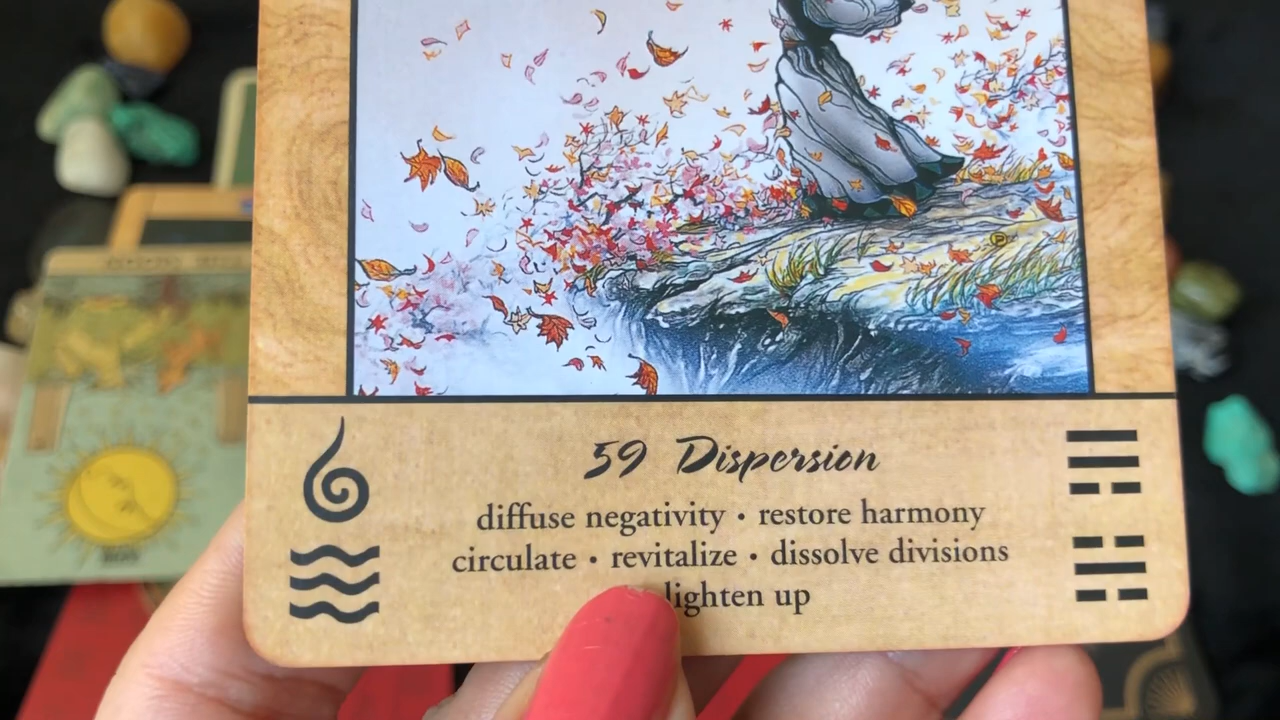 59 Dispersion
diffuse negativity • restore harmony
circulate • revitalize • dissolve divisions
lighten up